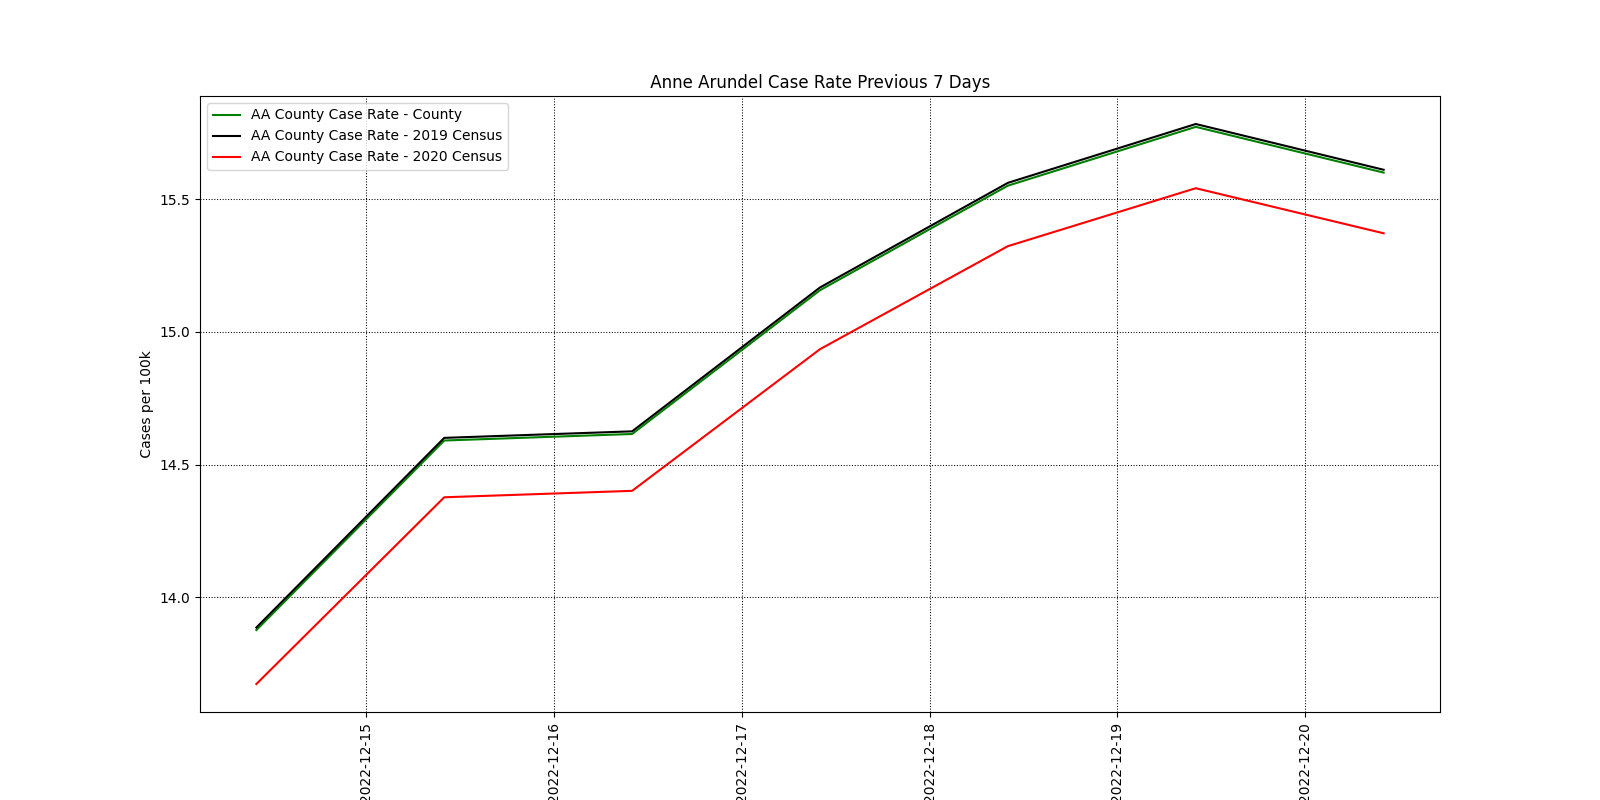 Anne Arundel Case Rate Previous 7 Days
AA County Case Rate - County
AA County Case Rate - 2019 Census
AA County Case Rate - 2020 Census
15.5
15.0
14.5
14.0
Cases per 100k
2022-12-15
2022-12-16
2022-12-17
2022-12-18
2022-12-19
2022-12-20